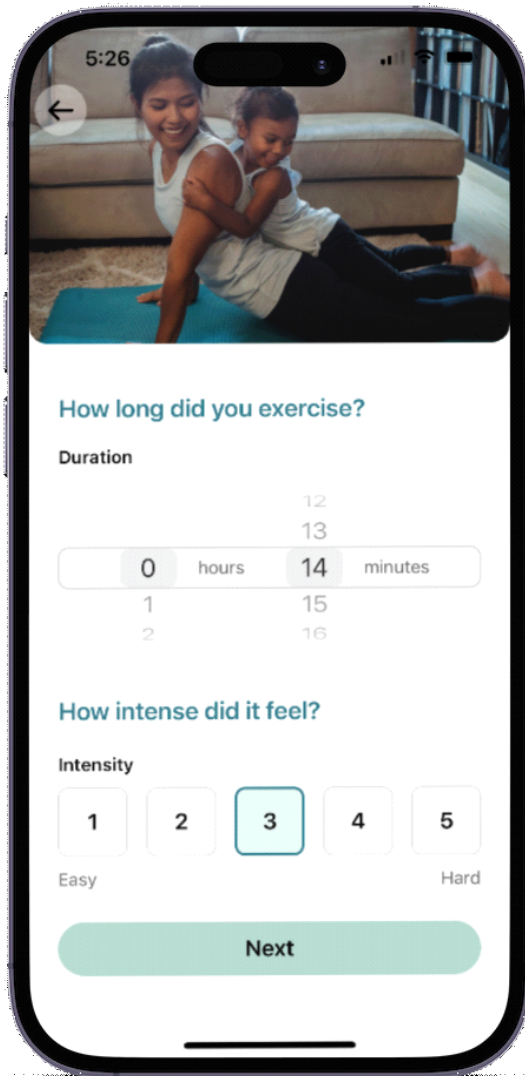 5:26
How long did you exercise?
Duration
12
13
0 hours 14 minutes
1 15
2 16
How intense did it feel?
Intensity
1 2 3 4 5
Easy Hard
Next